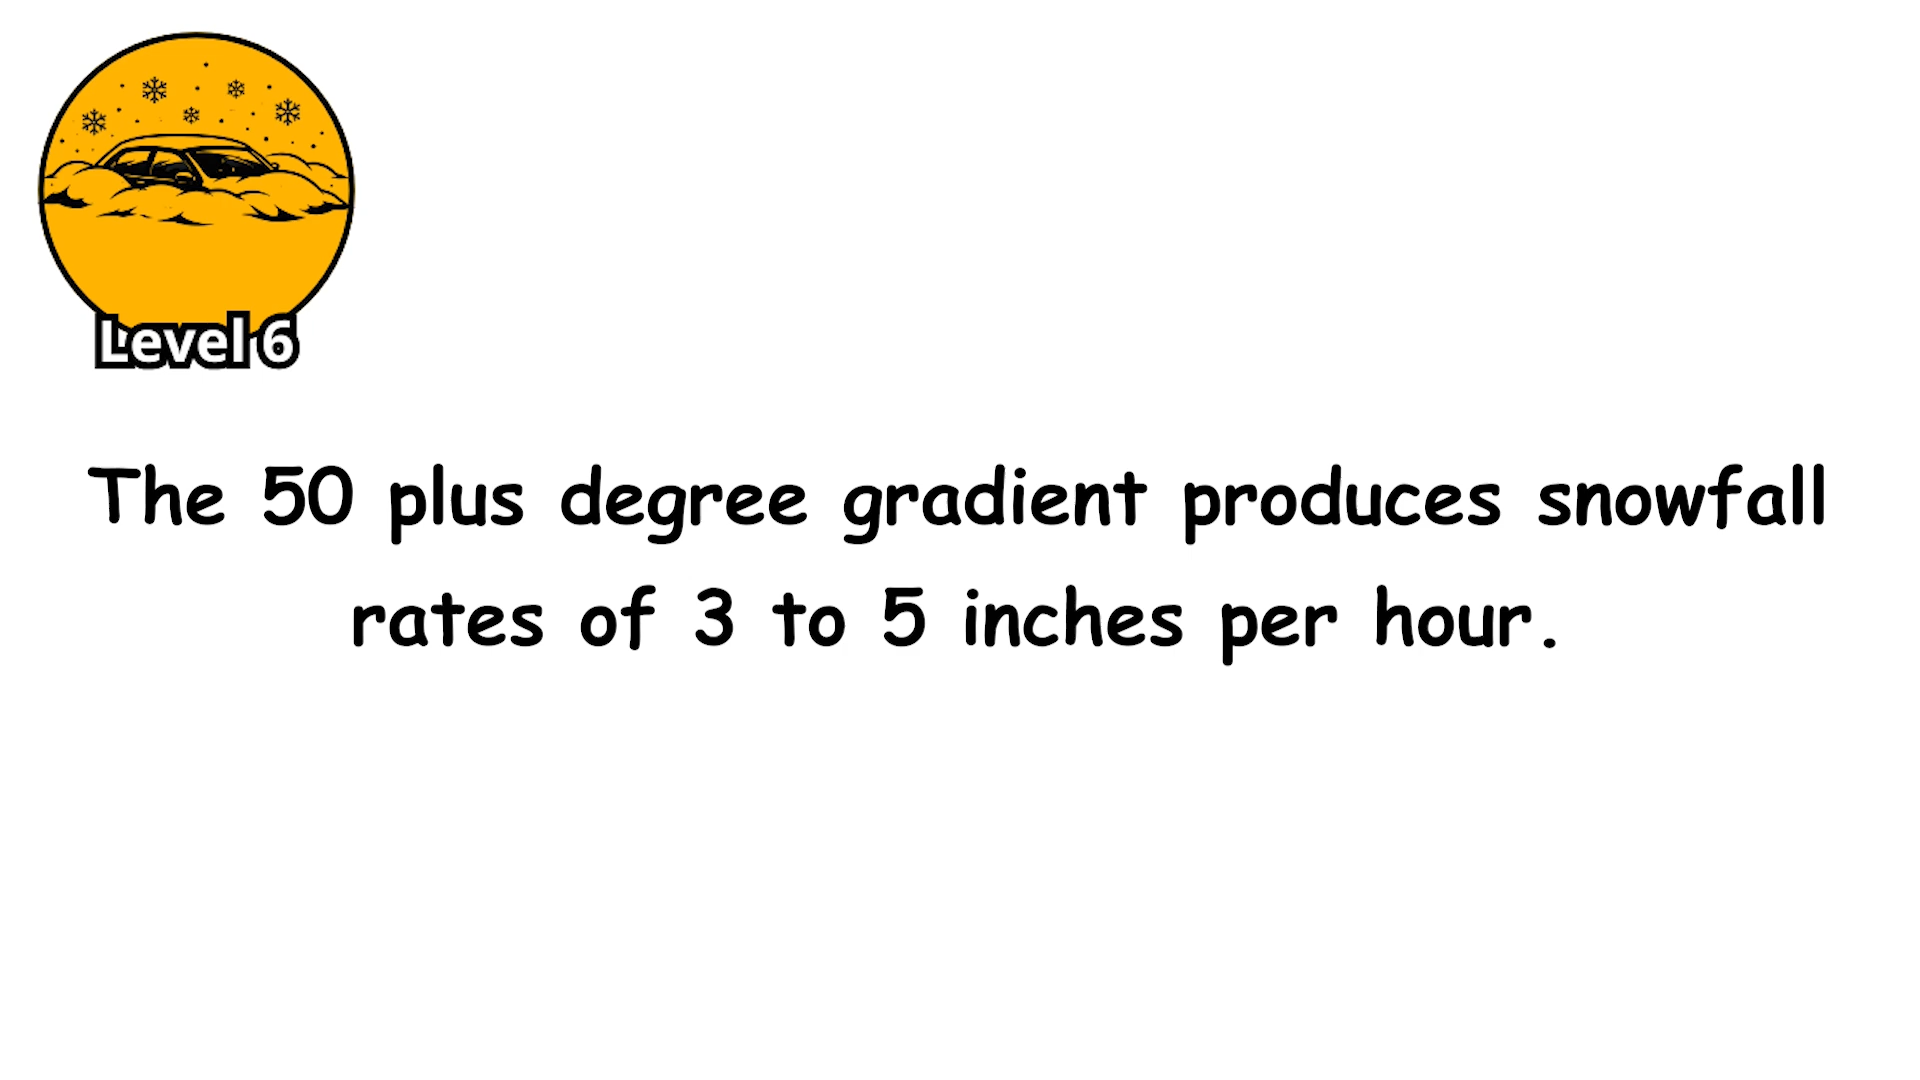 Level 6
The 50 plus degree gradient produces snowfall
rates of 3 to 5 inches per hour.